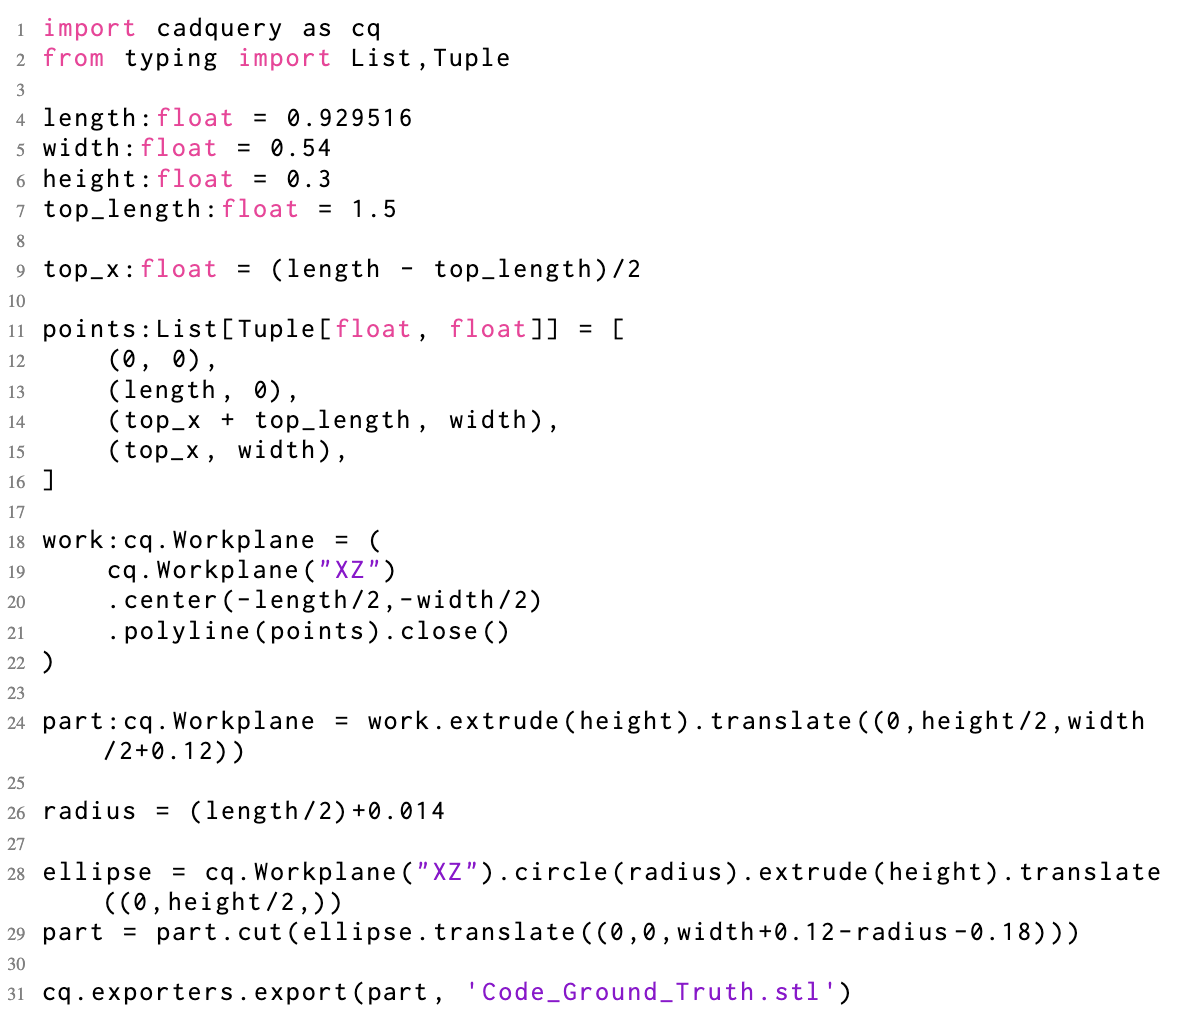 1 import cadquery as cq
2 from typing import List,Tuple
3
4 length:float = 0.929516
5 width:float = 0.54
6 height:float = 0.3
7 top_length:float = 1.5
8
9 top_x:float = (length - top_length)/2
10
11 points:List[Tuple[float, float]] = [
12     (0, 0),
13     (length, 0),
14     (top_x + top_length, width),
15     (top_x, width),
16 ]
17
18 work:cq.Workplane = (
19     cq.Workplane("XZ")
20     .center(-length/2,-width/2)
21     .polyline(points).close()
22 )
23
24 part:cq.Workplane = work.extrude(height).translate((0,height/2,width
/2+0.12))
25
26 radius = (length/2)+0.014
27
28 ellipse = cq.Workplane("XZ").circle(radius).extrude(height).translate
((0,height/2,))
29 part = part.cut(ellipse.translate((0,0,width+0.12-radius-0.18)))
30
31 cq.exporters.export(part, 'Code_Ground_Truth.stl')